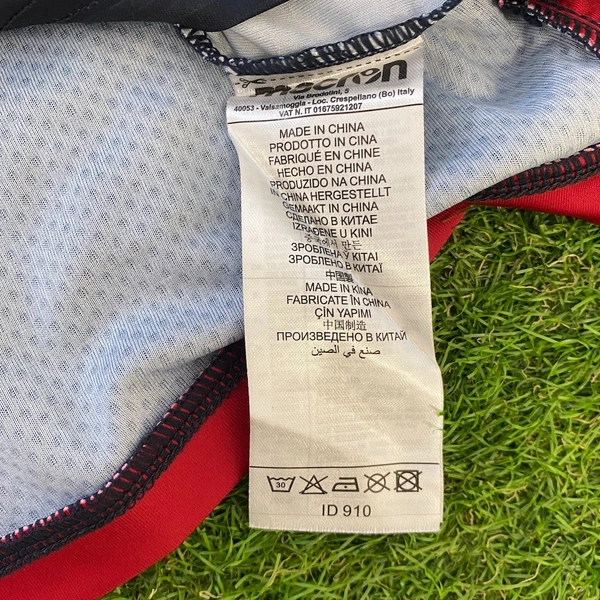 macron
Via Bradolini, 5
40053 - Valsamoggia - Loc. Crespellano (Bo) Italy
VAT N. IT 01675921207
MADE IN CHINA
PRODOTTO IN CINA
FABRIQUÉ EN CHINE
HECHO EN CHINA
PRODUZIDO NA CHINA
IN CHINA HERGESTELLT
GEMAAKT IN CHINA
СДЕЛАНО В КИТАЕ
IZRAĐENE U KINI
중국에서 만든
ЗРОБЛЕНА Ў КІТАІ
ЗРОБЛЕНО В КИТАЇ
中国製
MADE IN KINA
FABRICATE ÎN CHINA
ÇİN YAPIMI
中国制造
ПРОИЗВЕДЕНО В КИТАЙ
صنع في الصين
30
ID 910